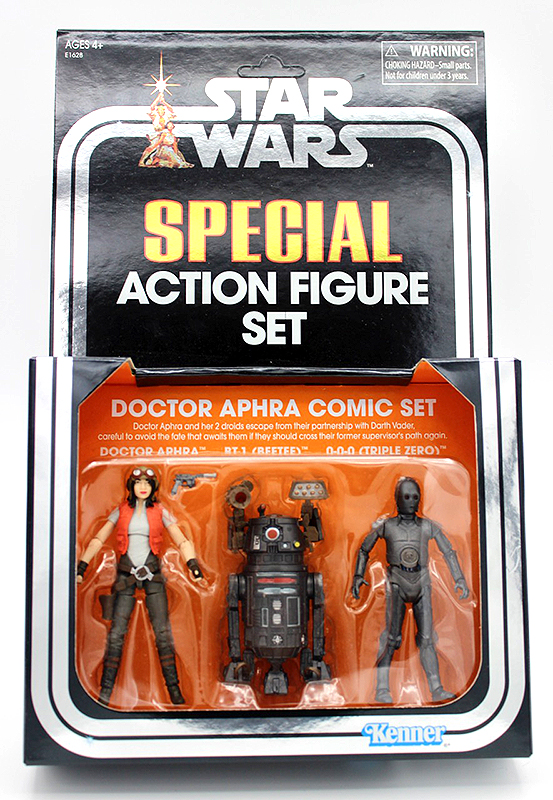 AGES 4+
E1628
⚠ WARNING:
CHOKING HAZARD–Small parts.
Not for children under 3 years.
STAR
WARS™
SPECIAL
ACTION FIGURE
SET
DOCTOR APHRA COMIC SET
Doctor Aphra and her 2 droids escape from their partnership with Darth Vader,
careful to avoid the fate that awaits them if they should cross their former supervisor's path again.
DOCTOR APHRA™ BT-1 (BEETEE)™ 0-0-0 (TRIPLE ZERO)™
Kenner